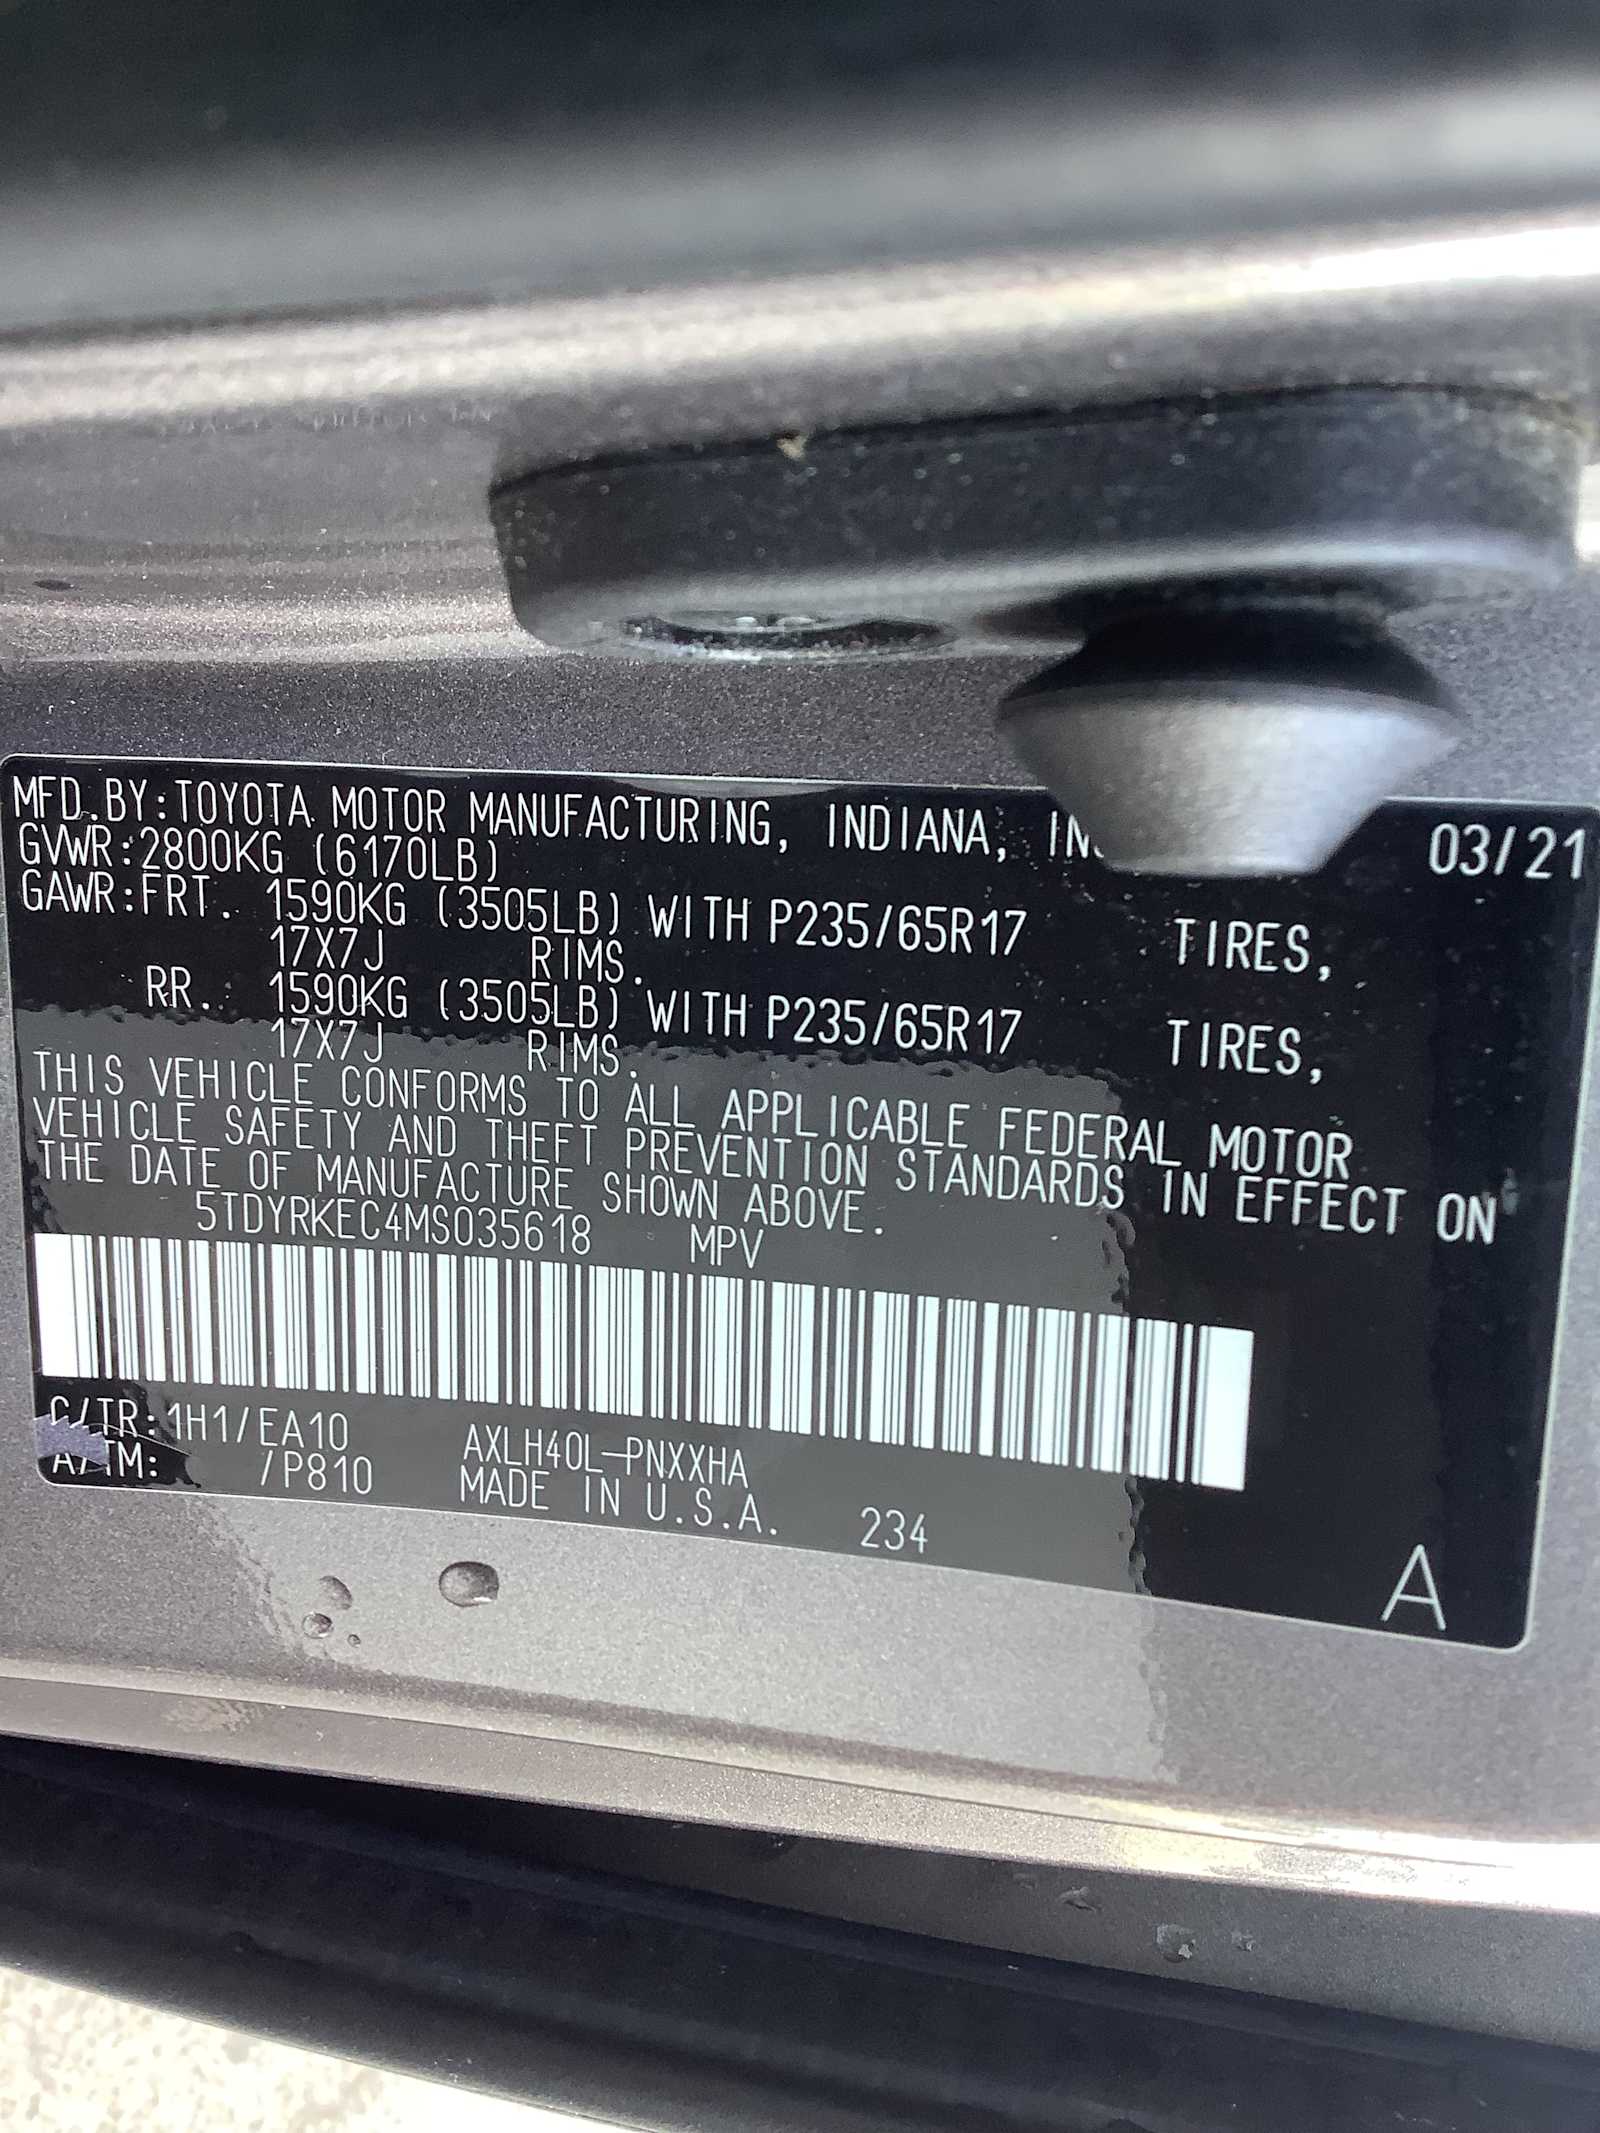 MFD.BY:TOYOTA MOTOR MANUFACTURING, INDIANA, 03/21
GVWR:2800KG (6170LB)
GAWR:FRT. 1590KG (3505LB) WITH P235/65R17 TIRES,
17X7J RIMS.
RR. 1590KG (3505LB) WITH P235/65R17 TIRES,
17X7J RIMS.
THIS VEHICLE CONFORMS TO ALL APPLICABLE FEDERAL MOTOR
VEHICLE SAFETY AND THEFT PREVENTION STANDARDS IN EFFECT ON
THE DATE OF MANUFACTURE SHOWN ABOVE.
5TDYRKEC4MS035618 MPV
C/TR:1H1/EA10 AXLH40L-PNXXHA
A/TM: /P810 MADE IN U.S.A. 234
A